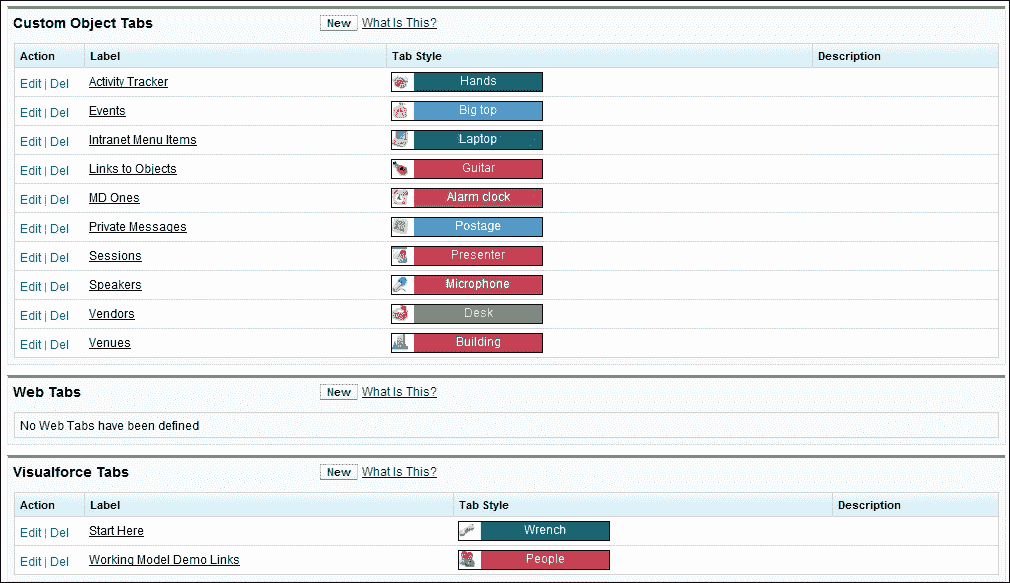 Custom Object Tabs New What Is This?
Action Label Tab Style Description
Edit | Del Activity Tracker Hands
Edit | Del Events Big top
Edit | Del Intranet Menu Items Laptop
Edit | Del Links to Objects Guitar
Edit | Del MD Ones Alarm clock
Edit | Del Private Messages Postage
Edit | Del Sessions Presenter
Edit | Del Speakers Microphone
Edit | Del Vendors Desk
Edit | Del Venues Building
Web Tabs New What Is This?
No Web Tabs have been defined
Visualforce Tabs New What Is This?
Action Label Tab Style Description
Edit | Del Start Here Wrench
Edit | Del Working Model Demo Links People